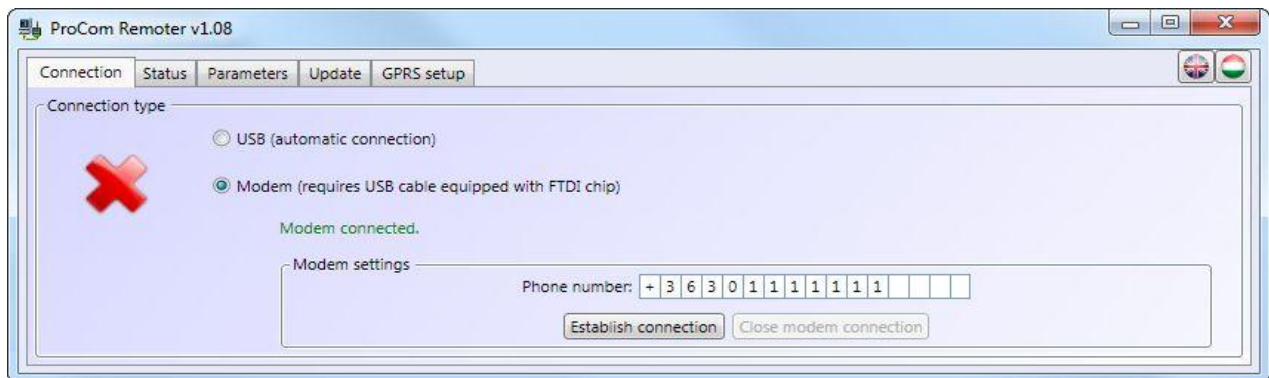 ProCom Remoter v1.08
Connection Status Parameters Update GPRS setup
Connection type
USB (automatic connection)
Modem (requires USB cable equipped with FTDI chip)
Modem connected.
Modem settings
Phone number: +36301111111
Establish connection Close modem connection